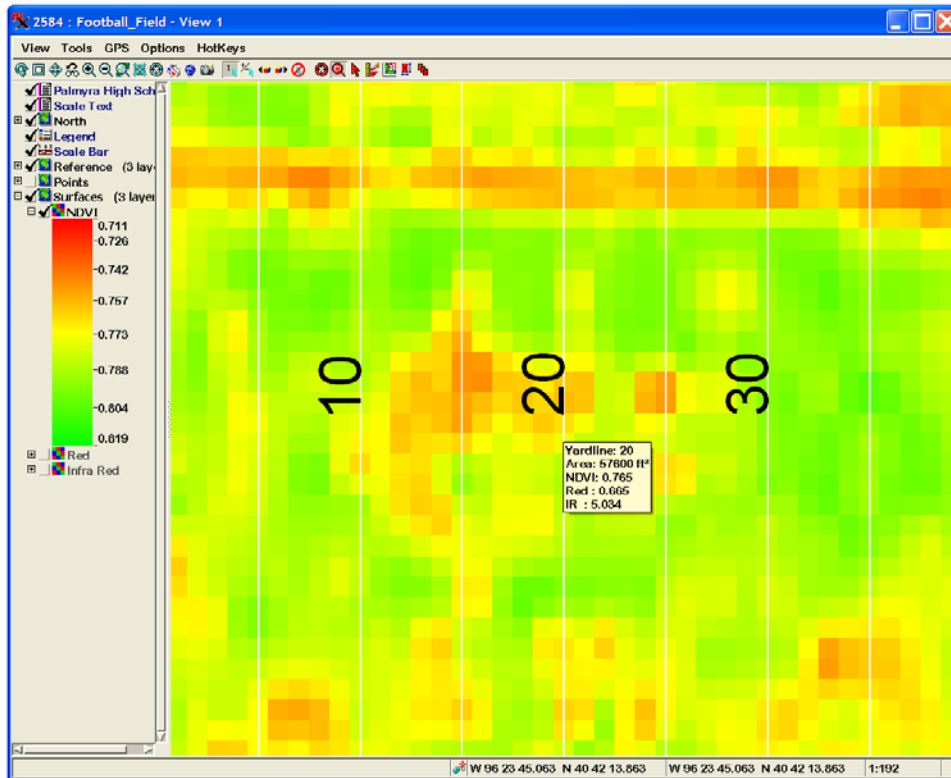 2584 : Football_Field - View 1
View Tools GPS Options HotKeys
Palmyra High Sch
Scale Text
North
Legend
Scale Bar
Reference (3 lay
Points
Surfaces (3 layer
NDVI
0.711
0.726
0.742
0.757
0.773
0.788
0.804
0.819
Red
Infra Red
10
20
30
Yardline: 20
Area: 57600 ft²
NDVI: 0.765
Red : 0.665
IR : 5.034
W 96 23 45.063 N 40 42 13.863 W 96 23 45.063 N 40 42 13.863 1:192